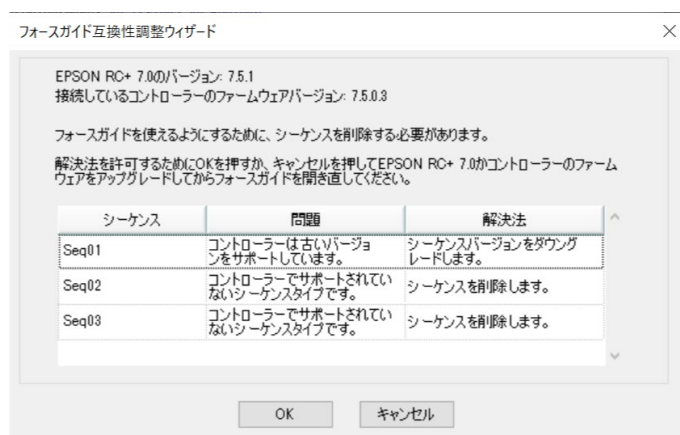 フォースガイド互換性調整ウィザード
EPSON RC+ 7.0のバージョン: 7.5.1
接続しているコントローラーのファームウェアバージョン: 7.5.0.3
フォースガイドを使えるようにするために、シーケンスを削除する必要があります。
解決法を許可するためにOKを押すか、キャンセルを押してEPSON RC+ 7.0かコントローラーのファーム
ウェアをアップグレードしてからフォースガイドを開き直してください。
シーケンス 問題 解決法
Seq01 コントローラーは古いバージョ シーケンスバージョンをダウング
ンをサポートしています。 レードします。
Seq02 コントローラーでサポートされてい シーケンスを削除します。
ないシーケンスタイプです。
Seq03 コントローラーでサポートされてい シーケンスを削除します。
ないシーケンスタイプです。
OK キャンセル